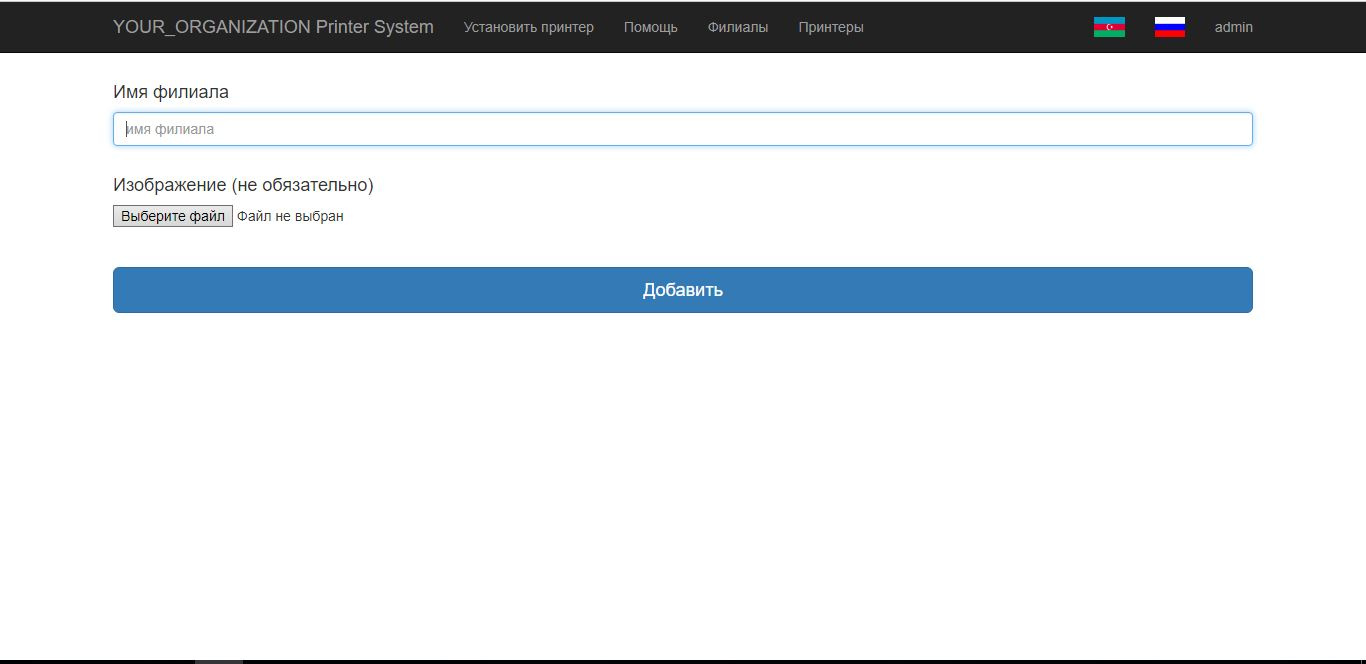 YOUR_ORGANIZATION Printer System Установить принтер Помощь Филиалы Принтеры admin
Имя филиала
имя филиала
Изображение (не обязательно)
Выберите файл Файл не выбран
Добавить